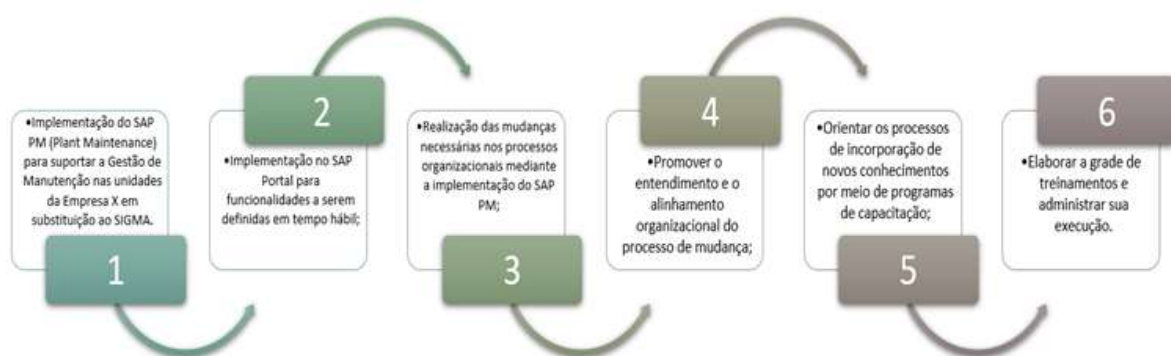 •Implementação do SAP
PM (Plant Maintenance)
para suportar a Gestão de
Manutenção nas unidades
da Empresa X em
substituição ao SIGMA.
1
2
•Implementação no SAP
Portal para
funcionalidades a serem
definidas em tempo hábil;
•Realização das mudanças
necessárias nos processos
organizacionais mediante
a implementação do SAP
PM;
3
4
•Promover o
entendimento e o
alinhamento
organizacional do
processo de mudança;
•Orientar os processos
de incorporação de
novos conhecimentos
por meio de programas
de capacitação;
5
6
•Elaborar a grade de
treinamentos e
administrar sua
execução.